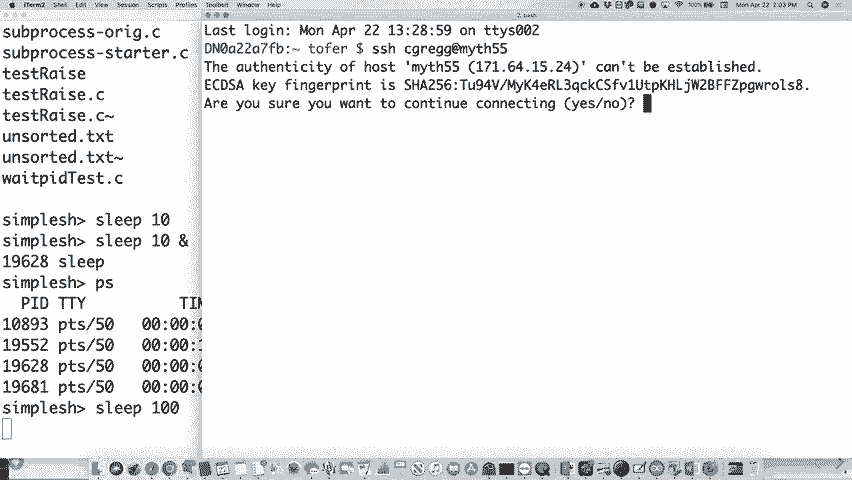 iTerm2 Shell Edit View Session Scripts Profiles Toolbelt Window Help
100% Mon Apr 22 2:03 PM
2. bash
subprocess-orig.c
subprocess-starter.c
testRaise
testRaise.c
testRaise.c~
unsorted.txt
unsorted.txt~
waitpidTest.c
simplesh> sleep 10
simplesh> sleep 10 &
19628 sleep
simplesh> ps
PID TTY TIM
10893 pts/50 00:00:0
19552 pts/50 00:00:1
19628 pts/50 00:00:0
19681 pts/50 00:00:0
simplesh> sleep 100
Last login: Mon Apr 22 13:28:59 on ttys002
DN0a22a7fb:~ tofer $ ssh cgregg@myth55
The authenticity of host 'myth55 (171.64.15.24)' can't be established.
ECDSA key fingerprint is SHA256:Tu94V/MyK4eRL3qckCSfv1UtpKHLjW2BFFZpgwrols8.
Are you sure you want to continue connecting (yes/no)?